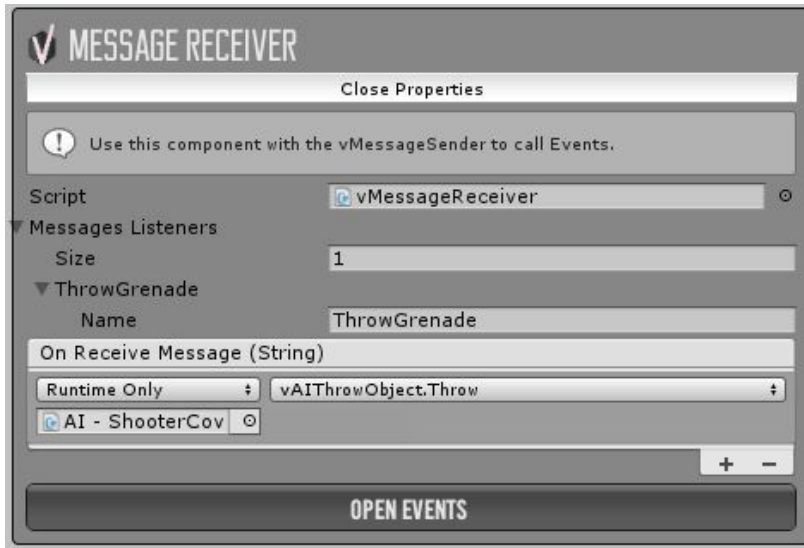 MESSAGE RECEIVER
Close Properties
Use this component with the vMessageSender to call Events.
Script vMessageReceiver
Messages Listeners
Size 1
ThrowGrenade
Name ThrowGrenade
On Receive Message (String)
Runtime Only vAIThrowObject.Throw
AI - ShooterCov
+ −
OPEN EVENTS